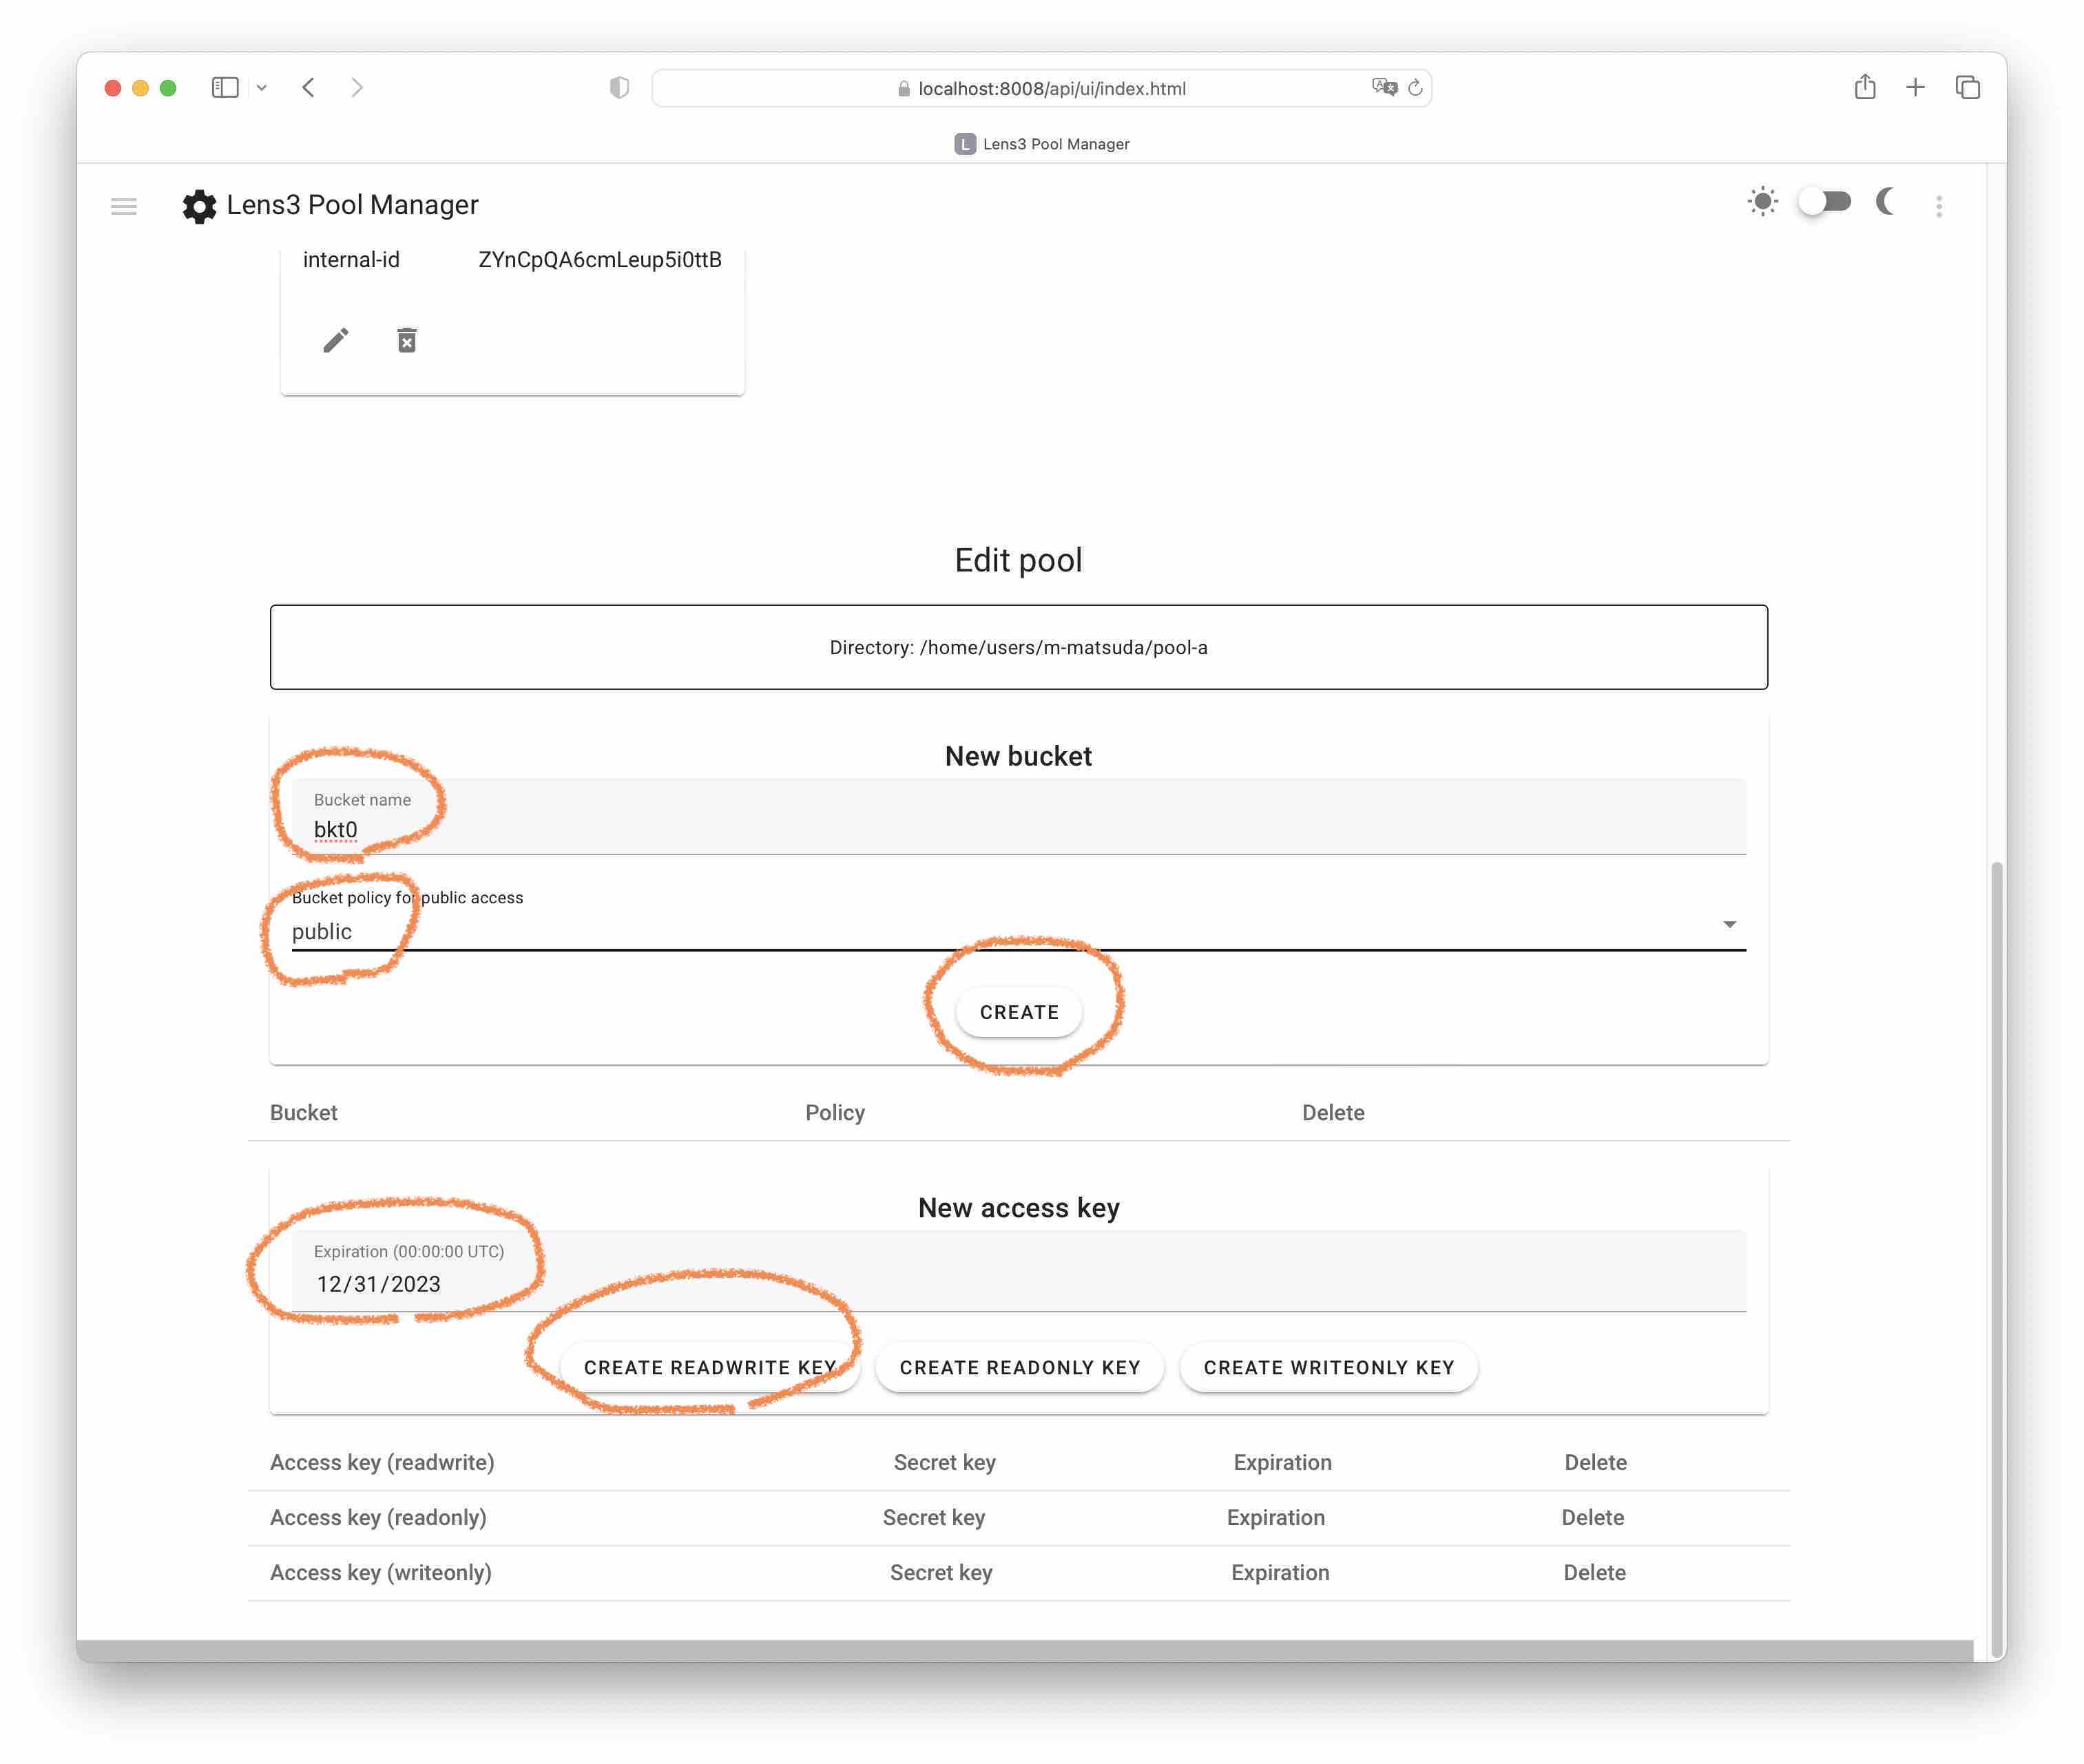 localhost:8008/api/ui/index.html
L Lens3 Pool Manager
Lens3 Pool Manager
internal-id ZYnCpQA6cmLeup5i0ttB
Edit pool
Directory: /home/users/m-matsuda/pool-a
New bucket
Bucket name
bkt0
Bucket policy for public access
public
CREATE
Bucket Policy Delete
New access key
Expiration (00:00:00 UTC)
12/31/2023
CREATE READWRITE KEY CREATE READONLY KEY CREATE WRITEONLY KEY
Access key (readwrite) Secret key Expiration Delete
Access key (readonly) Secret key Expiration Delete
Access key (writeonly) Secret key Expiration Delete